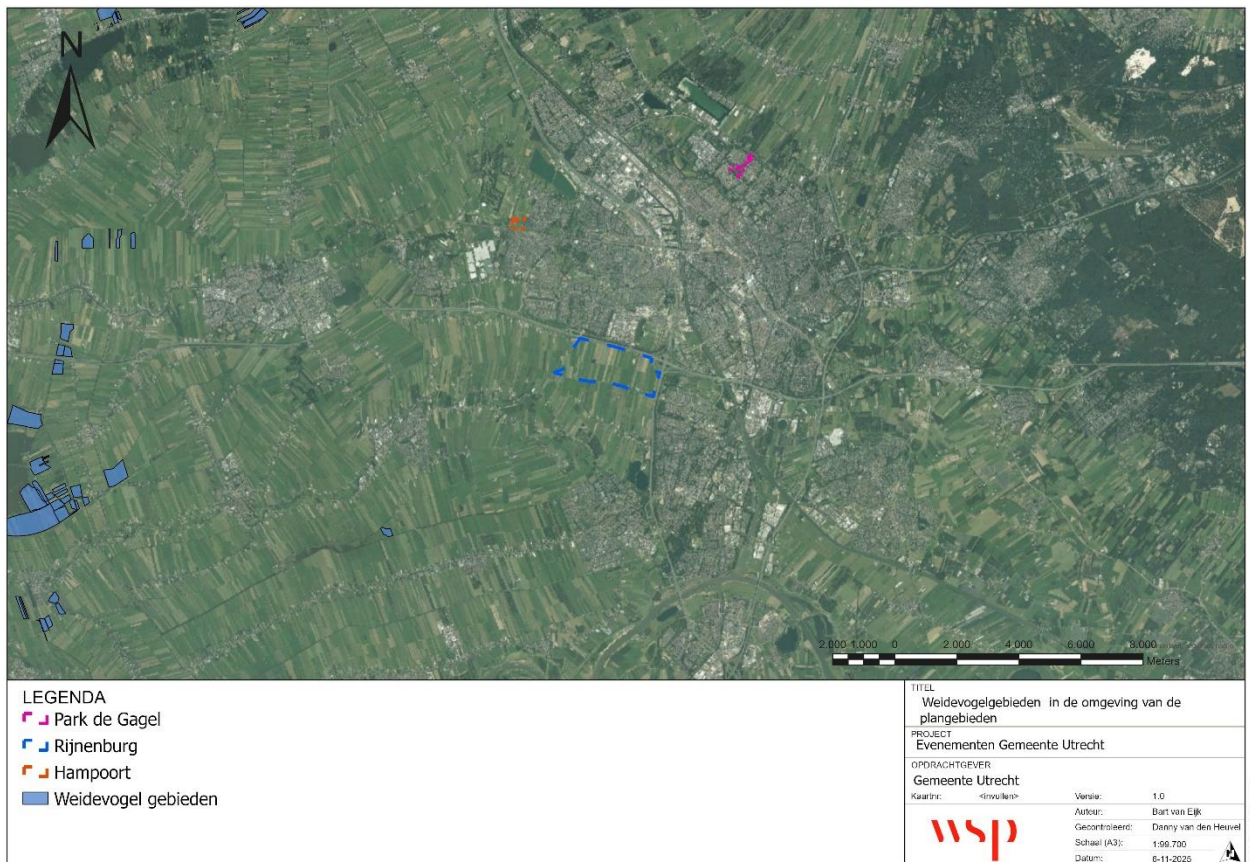 N
2.000 1.000 0 2.000 4.000 6.000 8.000
Meters
LEGENDA
Park de Gagel
Rijnenburg
Hampoort
Weidevogel gebieden
TITEL
Weidevogelgebieden in de omgeving van de
plangebieden
PROJECT
Evenementen Gemeente Utrecht
OPDRACHTGEVER
Gemeente Utrecht
Kaartnr: <invullen> Versie: 1.0
Auteur: Bart van Eijk
Gecontroleerd: Danny van den Heuvel
Schaal (A3): 1:99.700
Datum: 6-11-2025
wsp